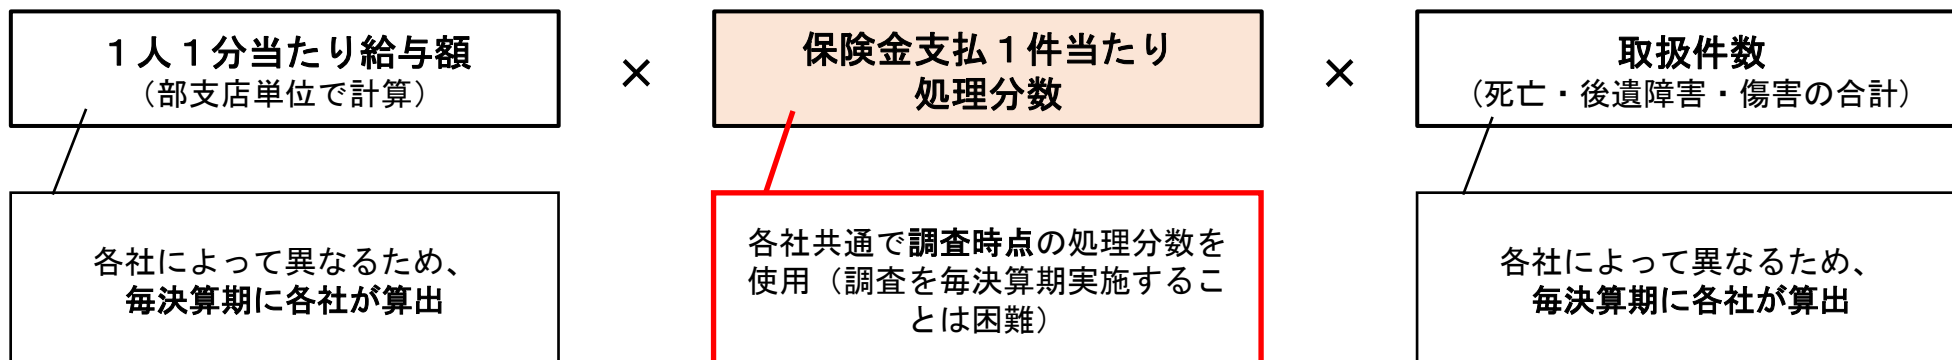 １人１分当たり給与額
（部支店単位で計算）
×
保険金支払１件当たり
処理分数
×
取扱件数
（死亡・後遺障害・傷害の合計）
各社によって異なるため、
毎決算期に各社が算出
各社共通で調査時点の処理分数を
使用（調査を毎決算期実施するこ
とは困難）
各社によって異なるため、
毎決算期に各社が算出